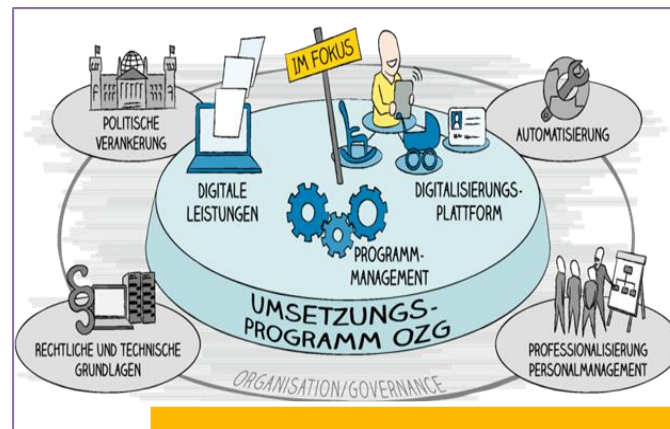 IM FOKUS
POLITISCHE
VERANKERUNG
AUTOMATISIERUNG
DIGITALE
LEISTUNGEN
DIGITALISIERUNGS-
PLATTFORM
PROGRAMM-
MANAGEMENT
UMSETZUNGS-
PROGRAMM OZG
RECHTLICHE UND TECHNISCHE
GRUNDLAGEN
PROFESSIONALISIERUNG
PERSONALMANAGEMENT
ORGANISATION/GOVERNANCE